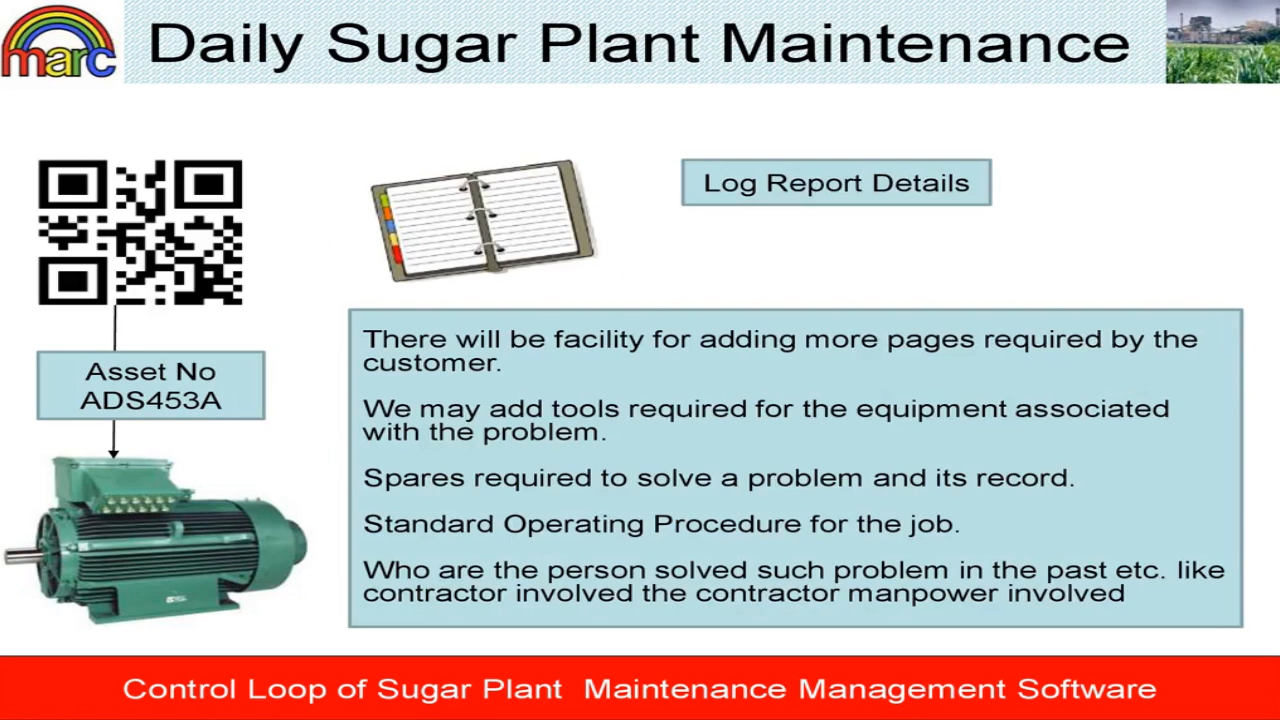 marc
Daily Sugar Plant Maintenance
Log Report Details
Asset No
ADS453A
There will be facility for adding more pages required by the
customer.
We may add tools required for the equipment associated
with the problem.
Spares required to solve a problem and its record.
Standard Operating Procedure for the job.
Who are the person solved such problem in the past etc. like
contractor involved the contractor manpower involved
Control Loop of Sugar Plant  Maintenance Management Software